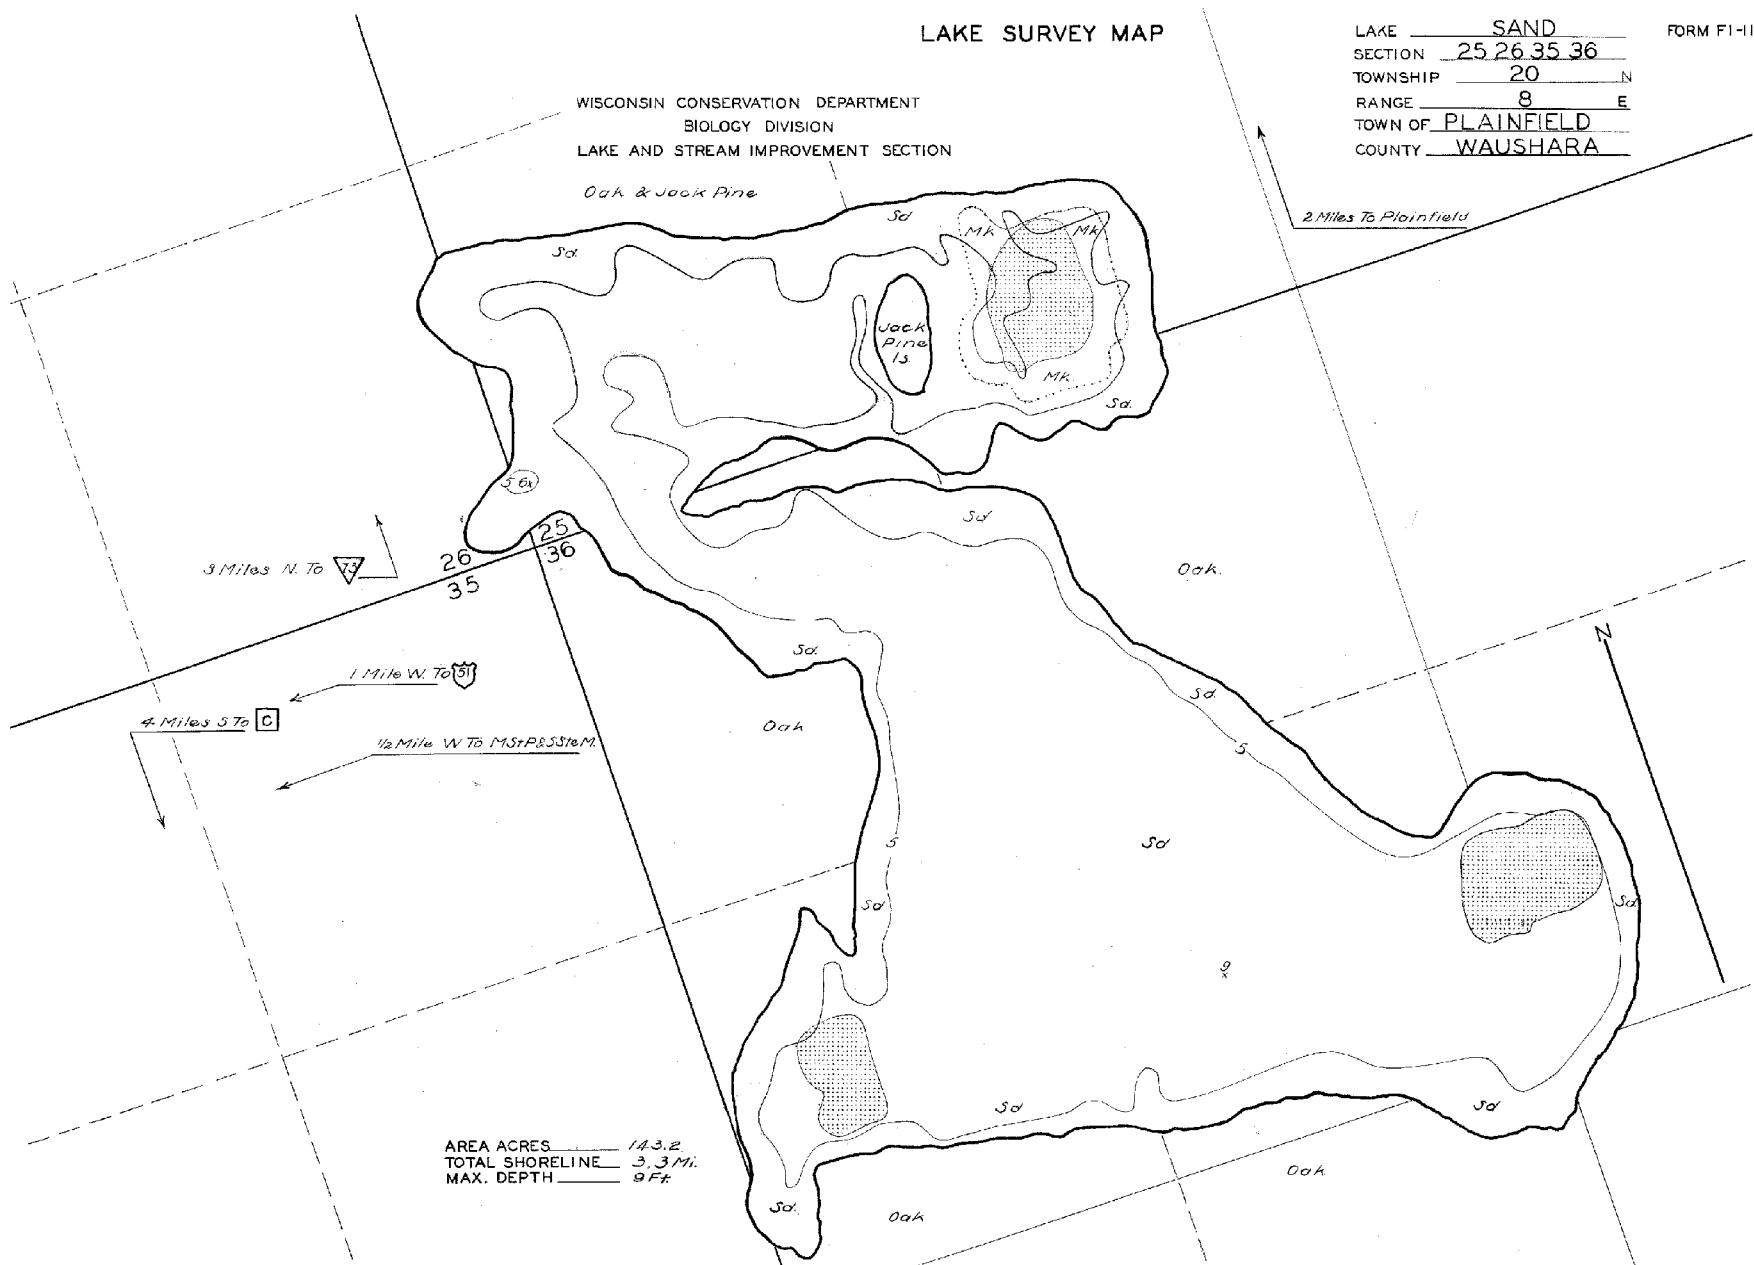 LAKE SURVEY MAP
LAKE SAND
FORM F1-11
SECTION 25 26 35 36
TOWNSHIP 20 N
RANGE 8 E
TOWN OF PLAINFIELD
COUNTY WAUSHARA
WISCONSIN CONSERVATION DEPARTMENT
BIOLOGY DIVISION
LAKE AND STREAM IMPROVEMENT SECTION
Oak & Jack Pine
2 Miles To Plainfield
Sd
Sd.
Mk
Mk
Jack
Pine
Is.
Mk.
Sd.
Sd
25
26
36
35
3 Miles N. To 73
Oak.
N
Sd.
1 Mile W. To 51
Sd.
4 Miles S To C
Oak
1/2 Mile W To MStP&SSteM.
5
5
Sd
Sd
Sd
9
x
Sd
Sd
AREA ACRES 143.2
TOTAL SHORELINE 3.3 Mi.
MAX. DEPTH 9 Ft.
Oak
Sd.
Oak